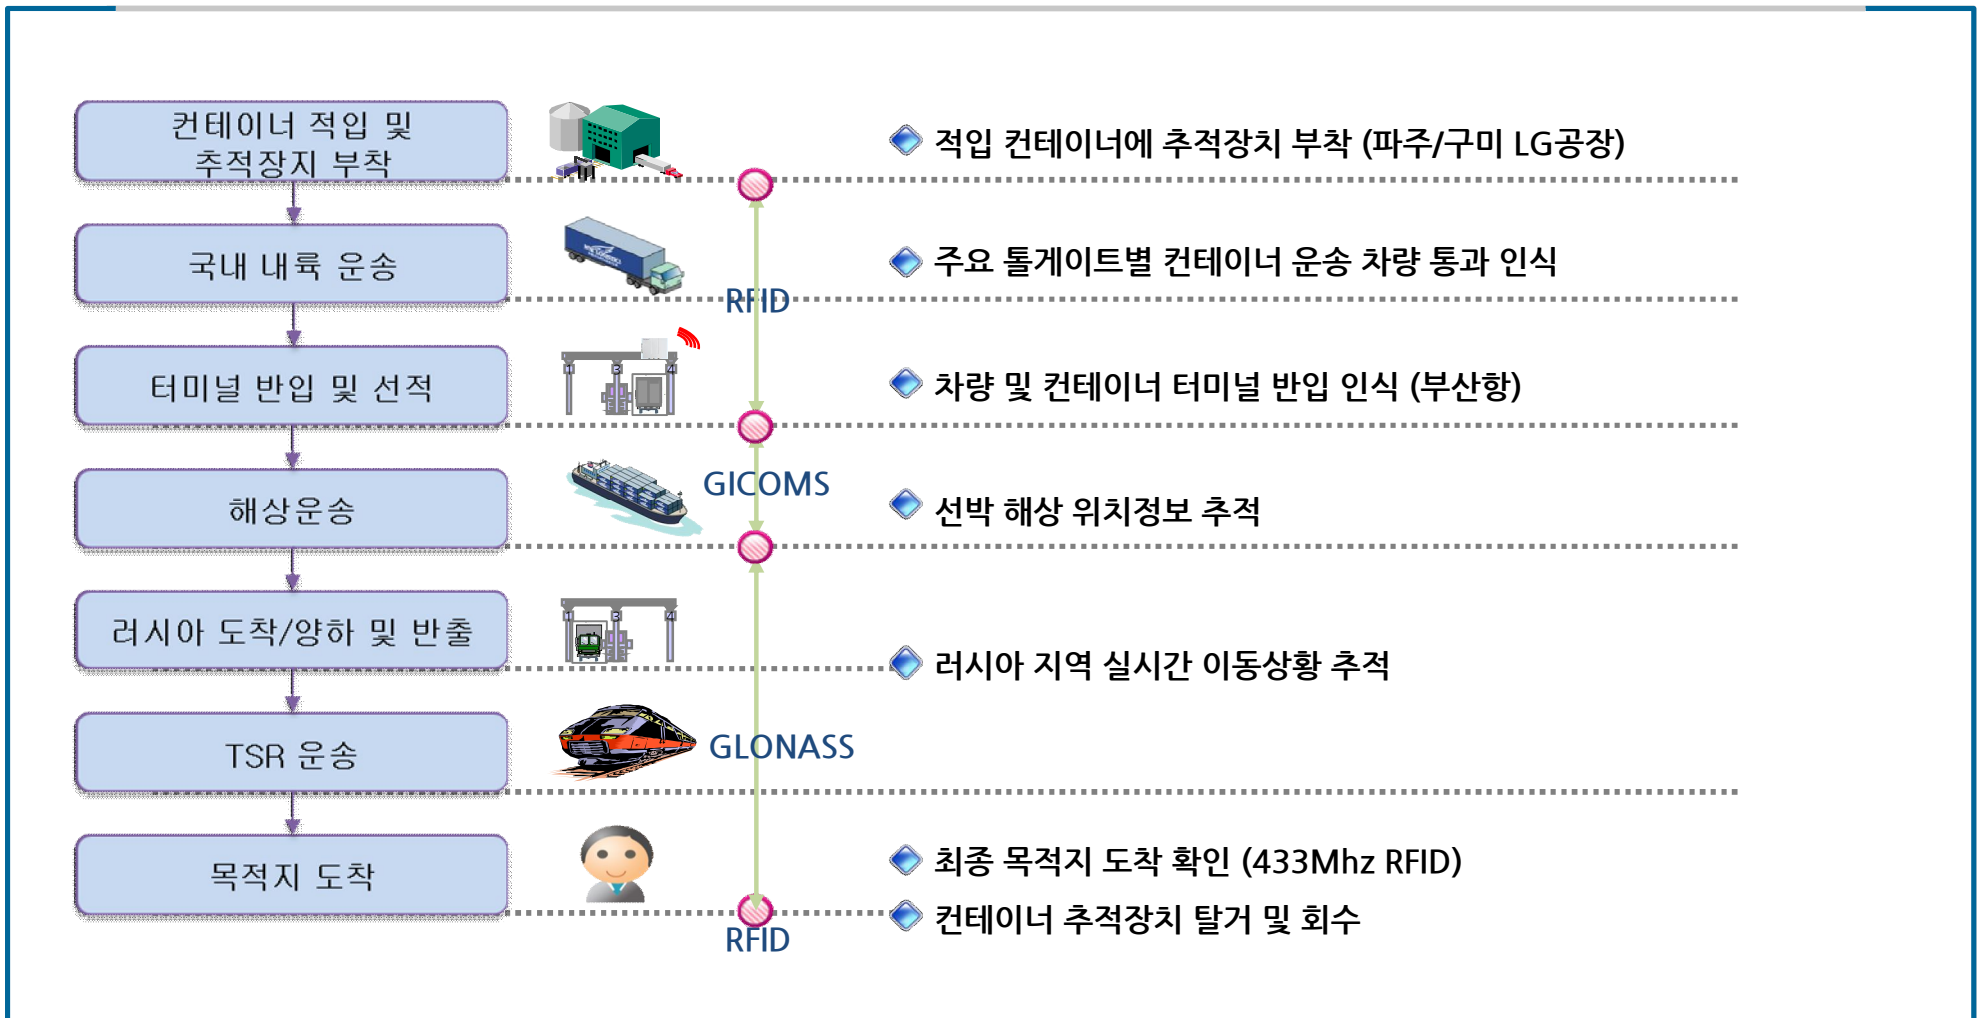 컨테이너 적입 및
추적장지 부착
적입 컨테이너에 추적장치 부착 (파주/구미 LG공장)
국내 내륙 운송
주요 톨게이트별 컨테이너 운송 차량 통과 인식
RFID
1 3 4
터미널 반입 및 선적
차량 및 컨테이너 터미널 반입 인식 (부산항)
GICOMS
해상운송
선박 해상 위치정보 추적
1 3 4
러시아 도착/양하 및 반출
러시아 지역 실시간 이동상황 추적
TSR 운송
GLONASS
목적지 도착
최종 목적지 도착 확인 (433Mhz RFID)
컨테이너 추적장치 탈거 및 회수
RFID